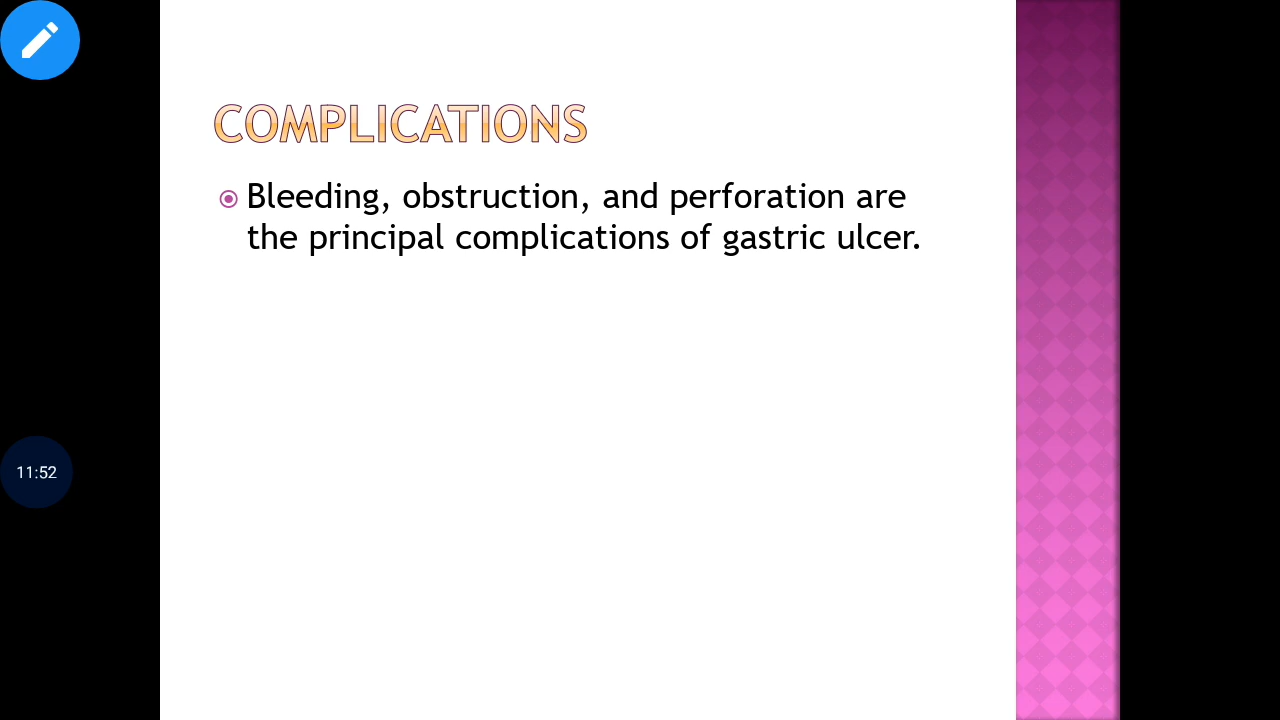 COMPLICATIONS
Bleeding, obstruction, and perforation are
the principal complications of gastric ulcer.
11:52